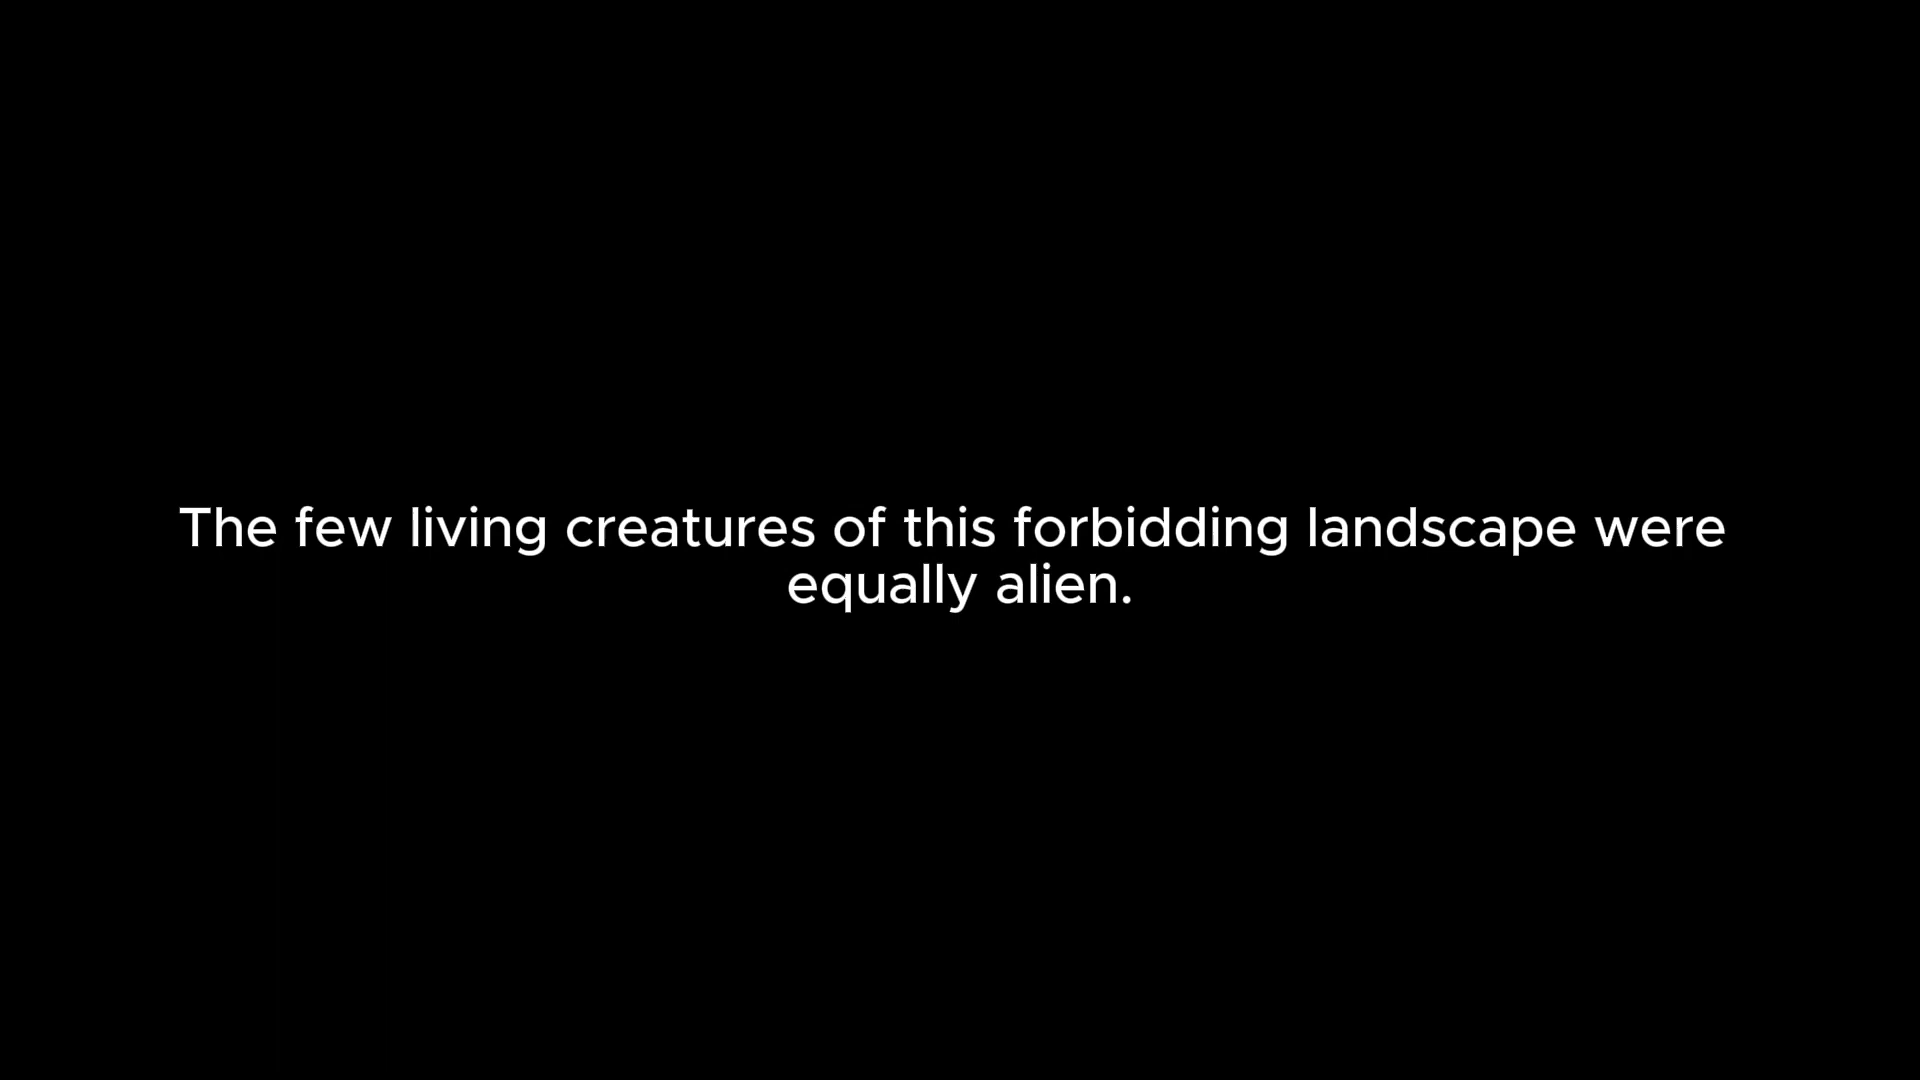 The few living creatures of this forbidding landscape were
equally alien.